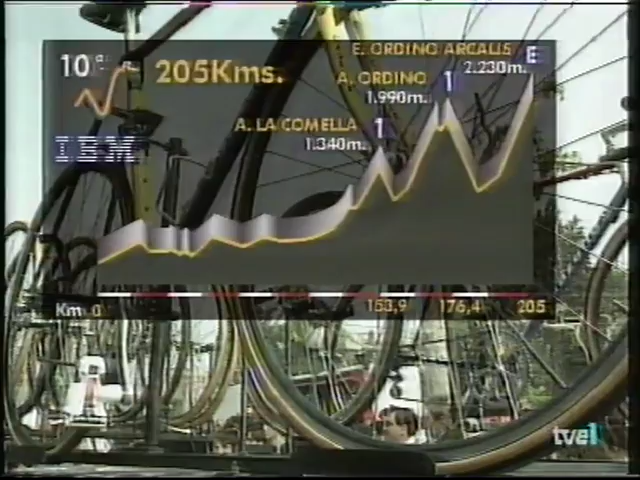 10ª R.
205Kms.
E. ORDINO ARCALIS E
2.230m.
A. ORDINO 1
1.990m.
A. LA COMELLA 1
1.340m.
IBM
Km. 0 153,9 176,4 205
tve1